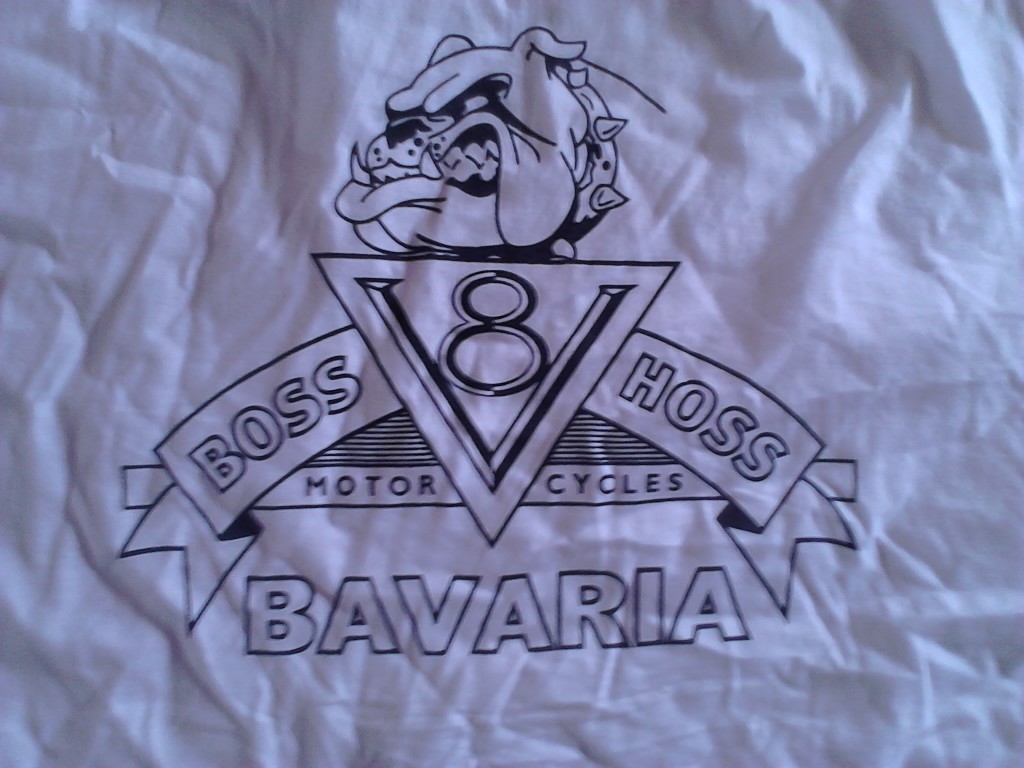 V8
BOSS HOSS
MOTOR CYCLES
BAVARIA